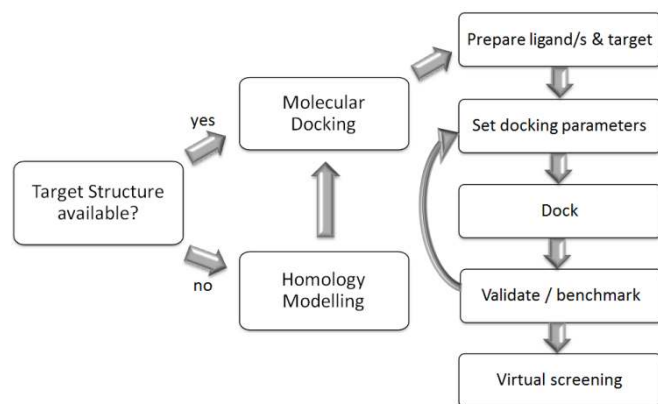 Target Structure
available?
yes
no
Molecular
Docking
Homology
Modelling
Prepare ligand/s & target
Set docking parameters
Dock
Validate / benchmark
Virtual screening